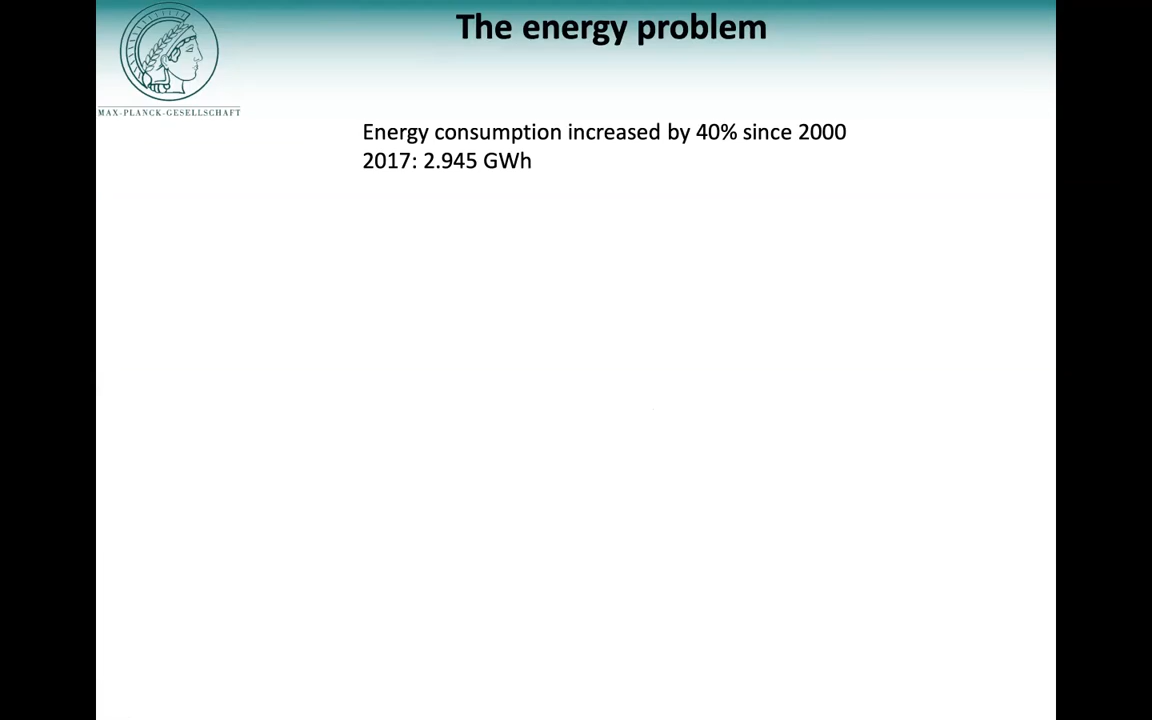 The energy problem
MAX-PLANCK-GESELLSCHAFT
Energy consumption increased by 40% since 2000
2017: 2.945 GWh